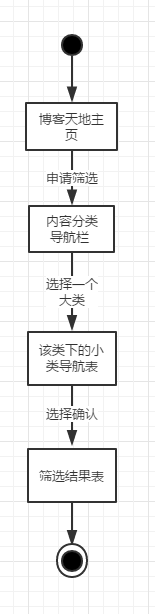 博客天地主
页
申请筛选
内容分类
导航栏
选择一个
大类
该类下的小
类导航表
选择确认
筛选结果表